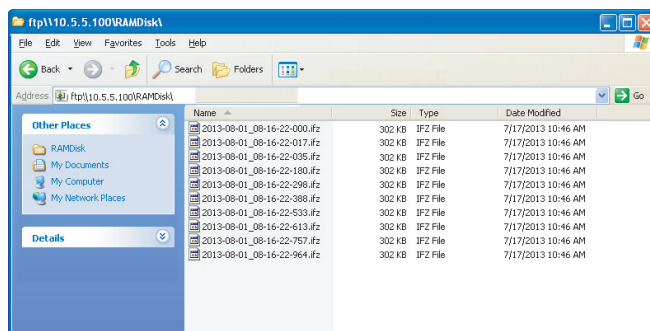 ftp\\10.5.5.100\RAMDisk\
File Edit View Favorites Tools Help
Back Search Folders
Address ftp\\10.5.5.100\RAMDisk\ Go
Other Places
RAMDisk
My Documents
My Computer
My Network Places
Details
Name Size Type Date Modified
2013-08-01_08-16-22-000.ifz 302 KB IFZ File 7/17/2013 10:46 AM
2013-08-01_08-16-22-017.ifz 302 KB IFZ File 7/17/2013 10:46 AM
2013-08-01_08-16-22-035.ifz 302 KB IFZ File 7/17/2013 10:46 AM
2013-08-01_08-16-22-180.ifz 302 KB IFZ File 7/17/2013 10:46 AM
2013-08-01_08-16-22-298.ifz 302 KB IFZ File 7/17/2013 10:46 AM
2013-08-01_08-16-22-388.ifz 302 KB IFZ File 7/17/2013 10:46 AM
2013-08-01_08-16-22-533.ifz 302 KB IFZ File 7/17/2013 10:46 AM
2013-08-01_08-16-22-613.ifz 302 KB IFZ File 7/17/2013 10:46 AM
2013-08-01_08-16-22-757.ifz 302 KB IFZ File 7/17/2013 10:46 AM
2013-08-01_08-16-22-964.ifz 302 KB IFZ File 7/17/2013 10:46 AM